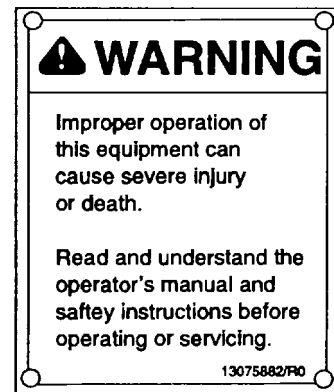 WARNING
Improper operation of
this equipment can
cause severe injury
or death.
Read and understand the
operator's manual and
saftey instructions before
operating or servicing.
13075882/R0